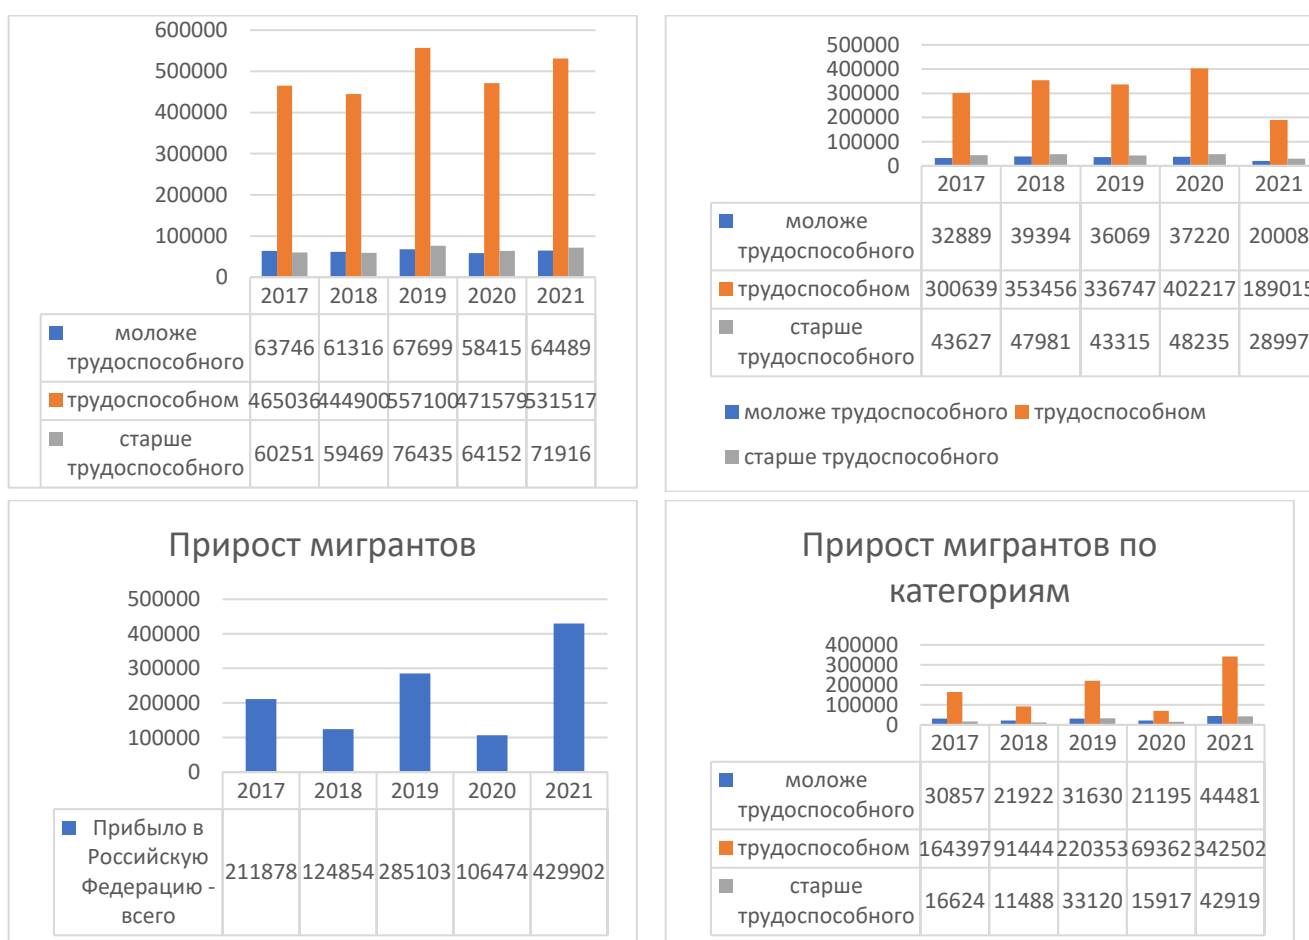 600000
500000
400000
300000
200000
100000
0
2017 2018 2019 2020 2021
моложе
трудоспособного
63746 61316 67699 58415 64489
трудоспособном 465036 444900 557100 471579 531517
старше
трудоспособного
60251 59469 76435 64152 71916
500000
400000
300000
200000
100000
0
2017 2018 2019 2020 2021
моложе
трудоспособного
32889 39394 36069 37220 20008
трудоспособном 300639 353456 336747 402217 189015
старше
трудоспособного
43627 47981 43315 48235 28997
моложе трудоспособного трудоспособном
старше трудоспособного
Прирост мигрантов
500000
400000
300000
200000
100000
0
2017 2018 2019 2020 2021
Прибыло в
Российскую
Федерацию -
всего
211878 124854 285103 106474 429902
Прирост мигрантов по
категориям
400000
300000
200000
100000
0
2017 2018 2019 2020 2021
моложе
трудоспособного
30857 21922 31630 21195 44481
трудоспособном 164397 91444 220353 69362 342502
старше
трудоспособного
16624 11488 33120 15917 42919